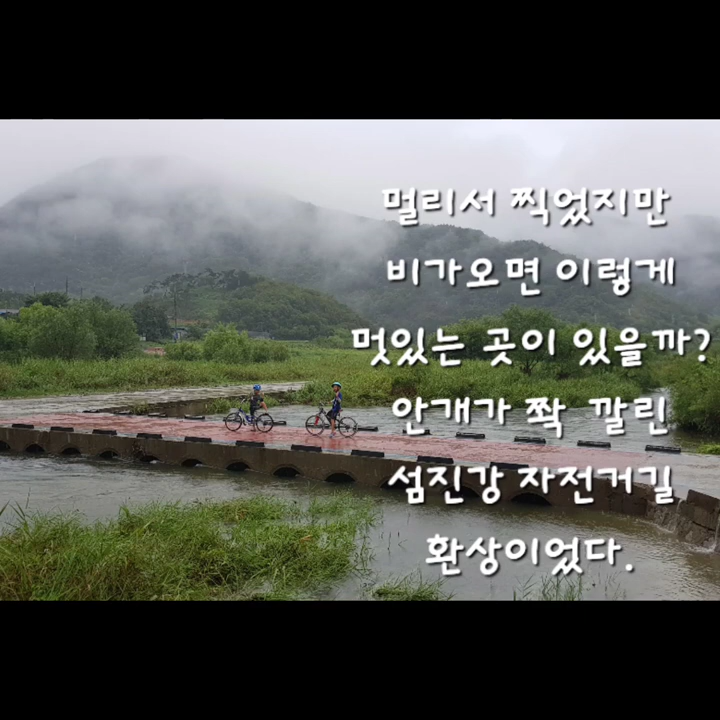 멀리서 찍었지만
비가오면 이렇게
멋있는 곳이 있을까?
안개가 짝 깔린
섬진강 자전거길
환상이었다.